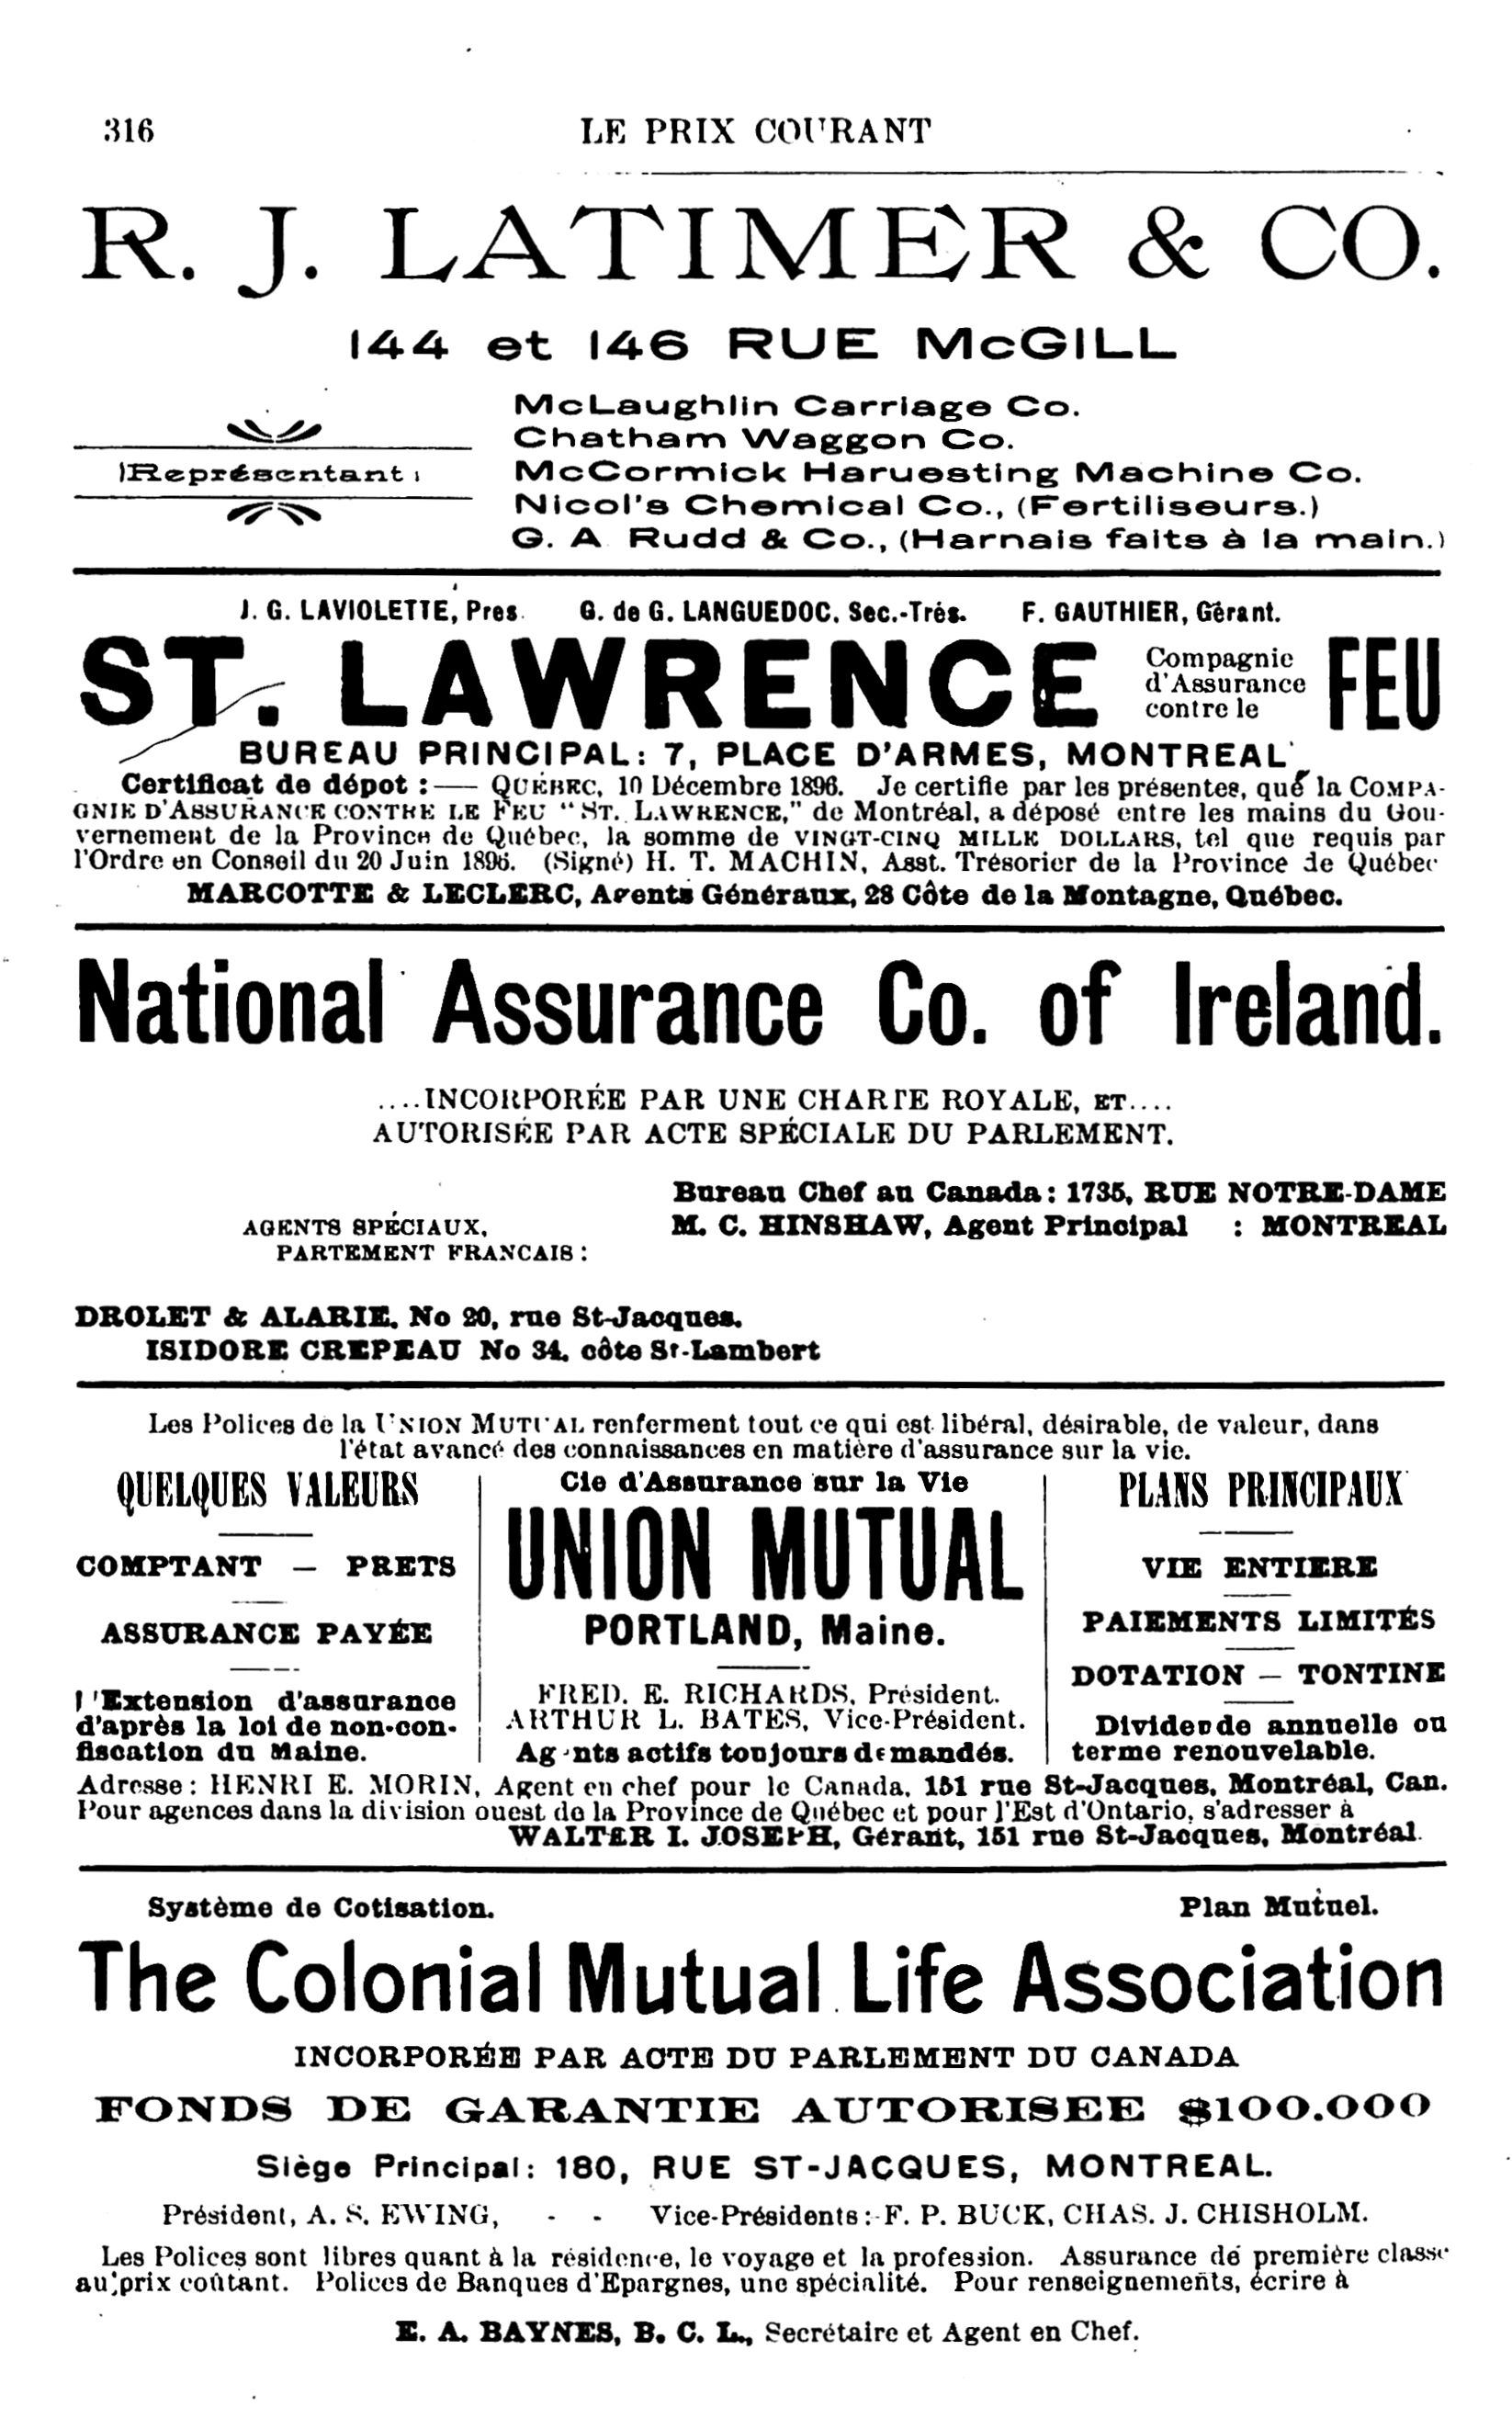 316
LE PRIX COURANT
R. J. LATIMER & CO.
144 et 146 RUE McGILL
Représentant
McLaughlin Carriage Co.
Chatham Waggon Co.
McCormick Haruesting Machine Co.
Nicol's Chemical Co., (Fertiliseurs.)
G. A Rudd & Co., (Harnais faits à la main.)
J. G. LAVIOLETTE, Pres. G. de G. LANGUEDOC, Sec.-Trés. F. GAUTHIER, Gérant.
ST. LAWRENCE
Compagnie
d'Assurance
contre le
FEU
BUREAU PRINCIPAL: 7, PLACE D'ARMES, MONTREAL
Certificat de dépot :— QUÉBEC, 10 Décembre 1896. Je certifie par les présentes, que la COMPA-
GNIE D'ASSURANCE CONTRE LE FEU "ST. LAWRENCE," de Montréal, a déposé entre les mains du Gou-
vernement de la Province de Québec, la somme de VINGT-CINQ MILLE DOLLARS, tel que requis par
l'Ordre en Conseil du 20 Juin 1896. (Signé) H. T. MACHIN, Asst. Trésorier de la Province de Québec
MARCOTTE & LECLERC, Agents Généraux, 28 Côte de la Montagne, Québec.
National Assurance Co. of Ireland.
....INCORPORÉE PAR UNE CHARTE ROYALE, ET....
AUTORISÉE PAR ACTE SPÉCIALE DU PARLEMENT.
Bureau Chef au Canada: 1735, RUE NOTRE-DAME
M. C. HINSHAW, Agent Principal : MONTREAL
AGENTS SPÉCIAUX,
PARTEMENT FRANCAIS:
DROLET & ALARIE, No 20, rue St-Jacques.
ISIDORE CREPEAU No 34, côte St-Lambert
Les Polices de la UNION MUTUAL renferment tout ce qui est libéral, désirable, de valeur, dans
l'état avancé des connaissances en matière d'assurance sur la vie.
QUELQUES VALEURS
COMPTANT — PRETS
ASSURANCE PAYÉE
l'Extension d'assurance
d'après la loi de non-con-
fiscation du Maine.
Cie d'Assurance sur la Vie
UNION MUTUAL
PORTLAND, Maine.
FRED. E. RICHARDS, Président.
ARTHUR L. BATES, Vice-Président.
Agents actifs toujours demandés.
PLANS PRINCIPAUX
VIE ENTIERE
PAIEMENTS LIMITÉS
DOTATION — TONTINE
Dividende annuelle ou
terme renouvelable.
Adresse: HENRI E. MORIN, Agent en chef pour le Canada, 151 rue St-Jacques, Montréal, Can.
Pour agences dans la division ouest de la Province de Québec et pour l'Est d'Ontario, s'adresser à
WALTER I. JOSEPH, Gérant, 151 rue St-Jacques, Montréal.
Système de Cotisation. Plan Mutuel.
The Colonial Mutual Life Association
INCORPORÉE PAR ACTE DU PARLEMENT DU CANADA
FONDS DE GARANTIE AUTORISEE $100.000
Siège Principal: 180, RUE ST-JACQUES, MONTREAL.
Président, A. S. EWING, - - Vice-Présidents: F. P. BUCK, CHAS. J. CHISHOLM.
Les Polices sont libres quant à la résidence, le voyage et la profession. Assurance de première classe
au prix coûtant. Polices de Banques d'Epargnes, une spécialité. Pour renseignements, écrire à
E. A. BAYNES, B. C. L., Secrétaire et Agent en Chef.